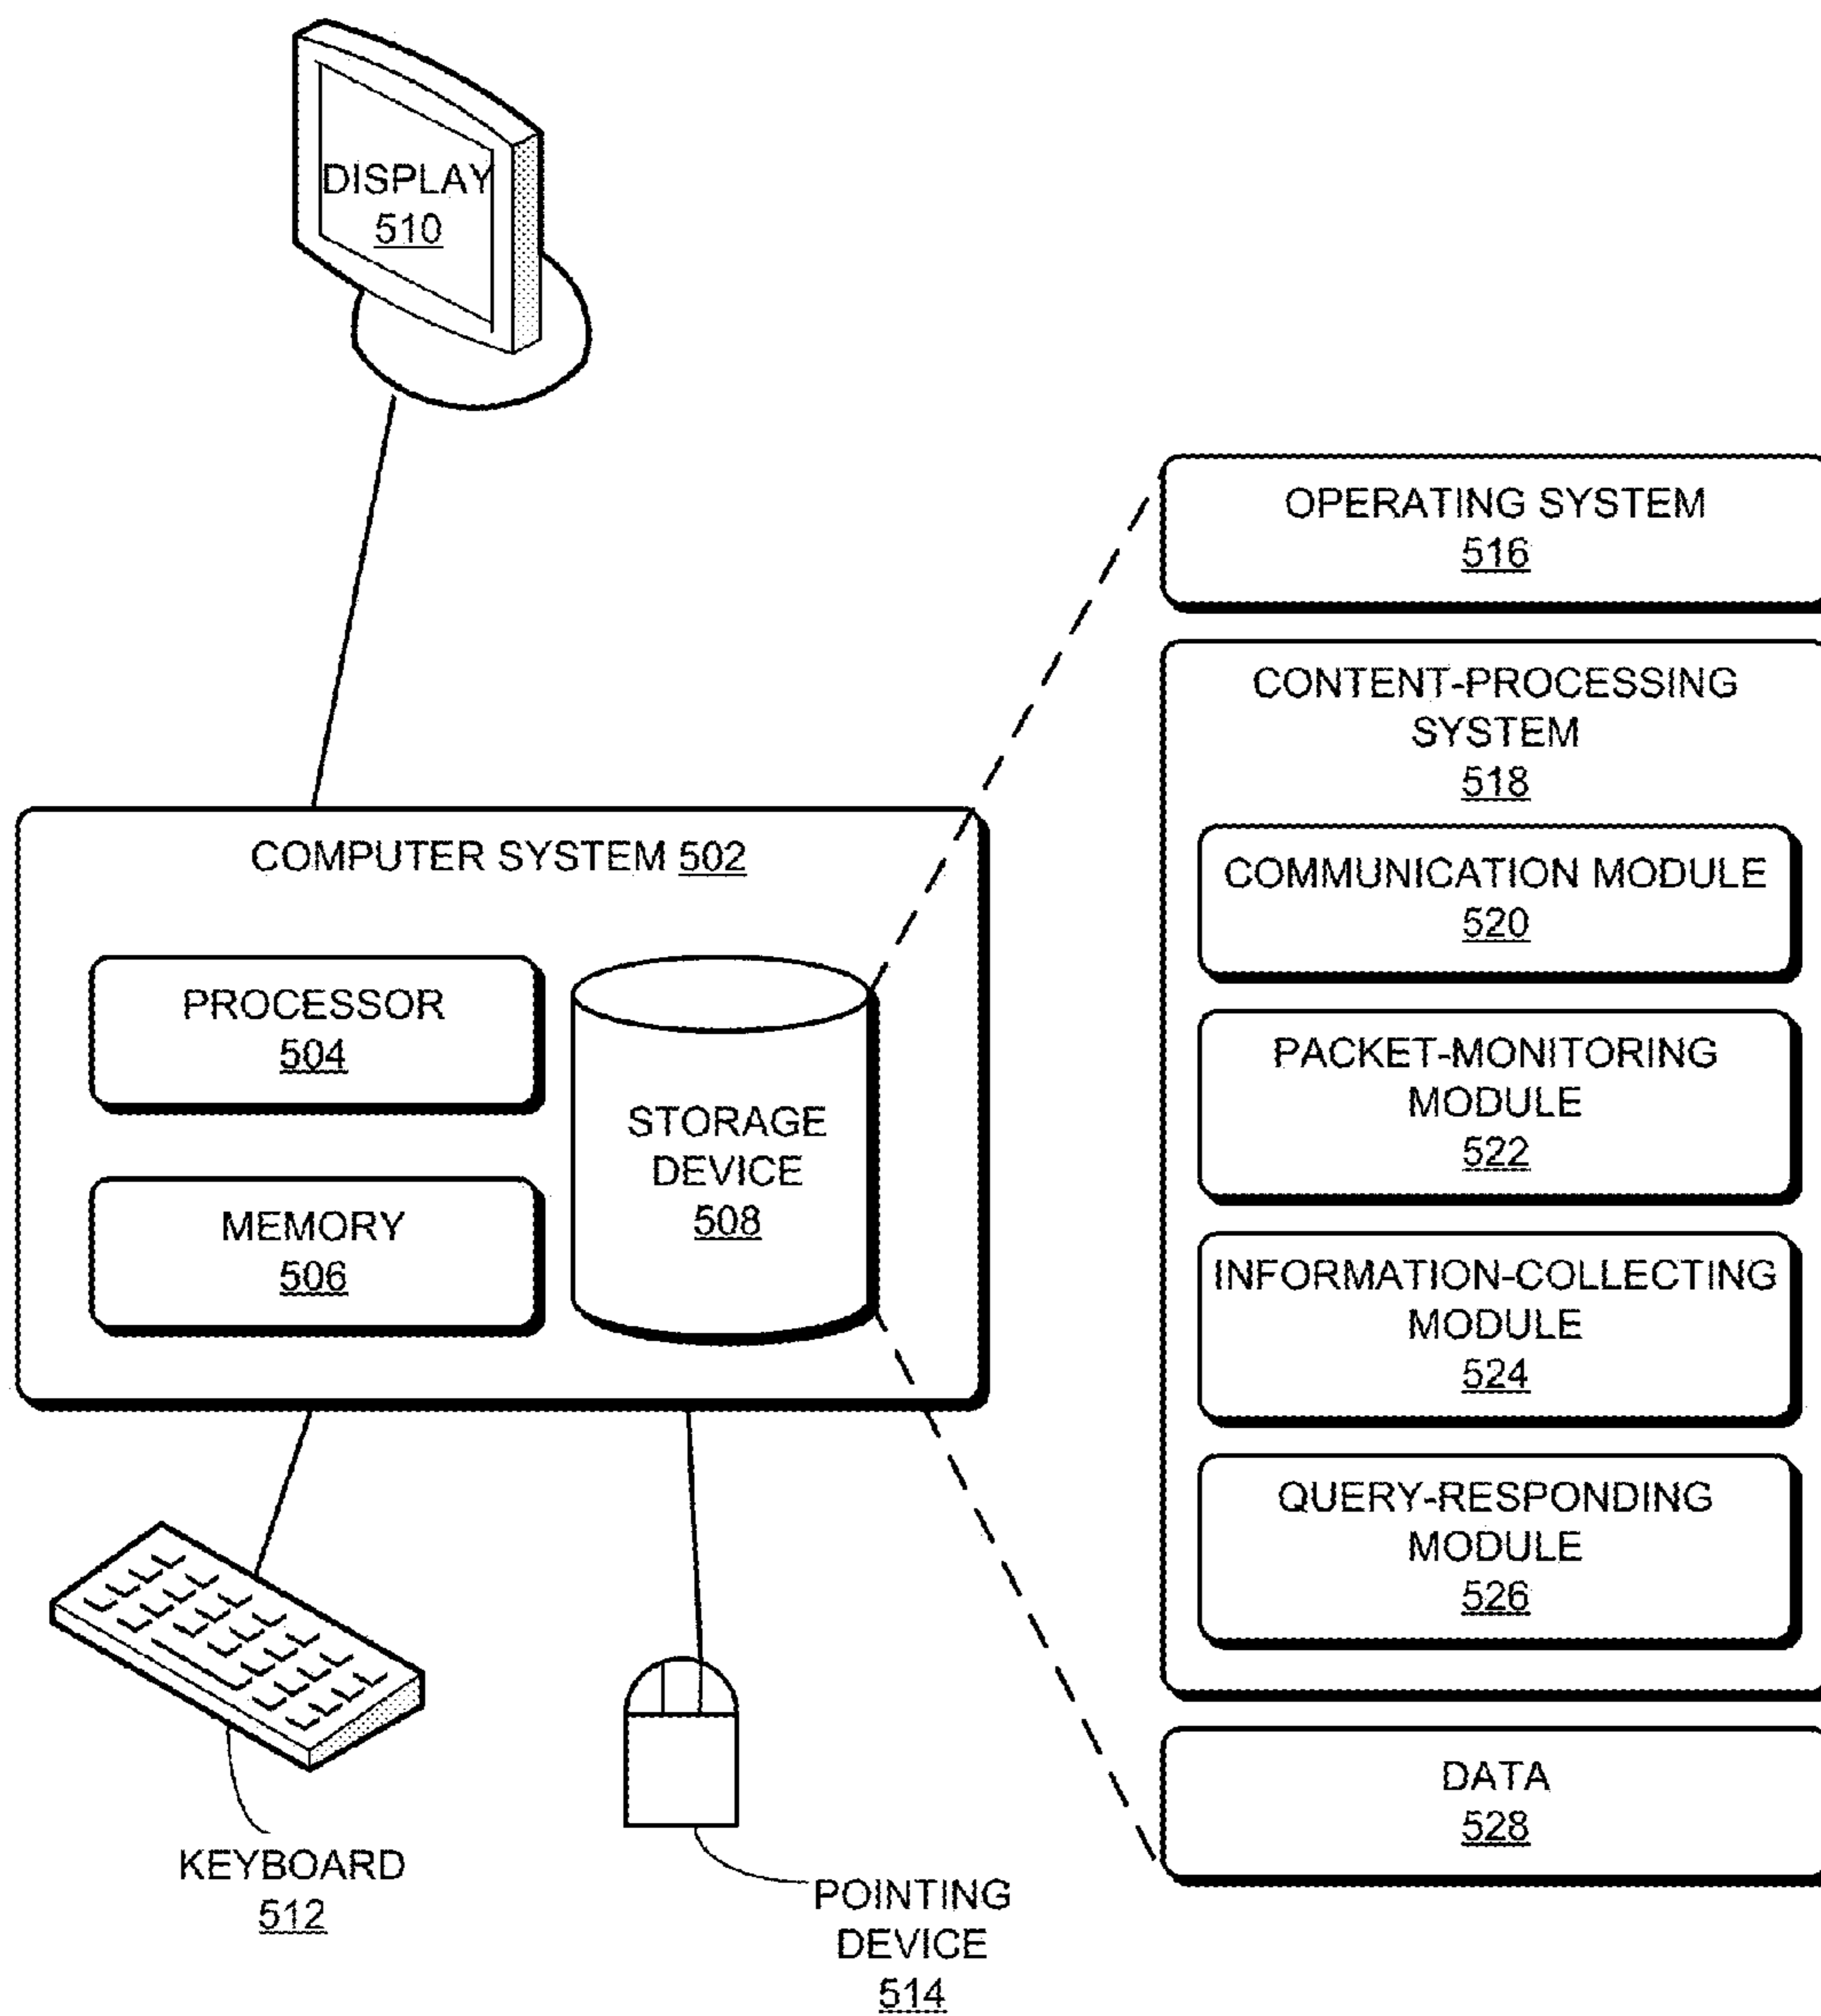 DISPLAY
510
COMPUTER SYSTEM 502
PROCESSOR
504
MEMORY
506
STORAGE
DEVICE
508
KEYBOARD
512
POINTING
DEVICE
514
OPERATING SYSTEM
516
CONTENT-PROCESSING
SYSTEM
518
COMMUNICATION MODULE
520
PACKET-MONITORING
MODULE
522
INFORMATION-COLLECTING
MODULE
524
QUERY-RESPONDING
MODULE
526
DATA
528